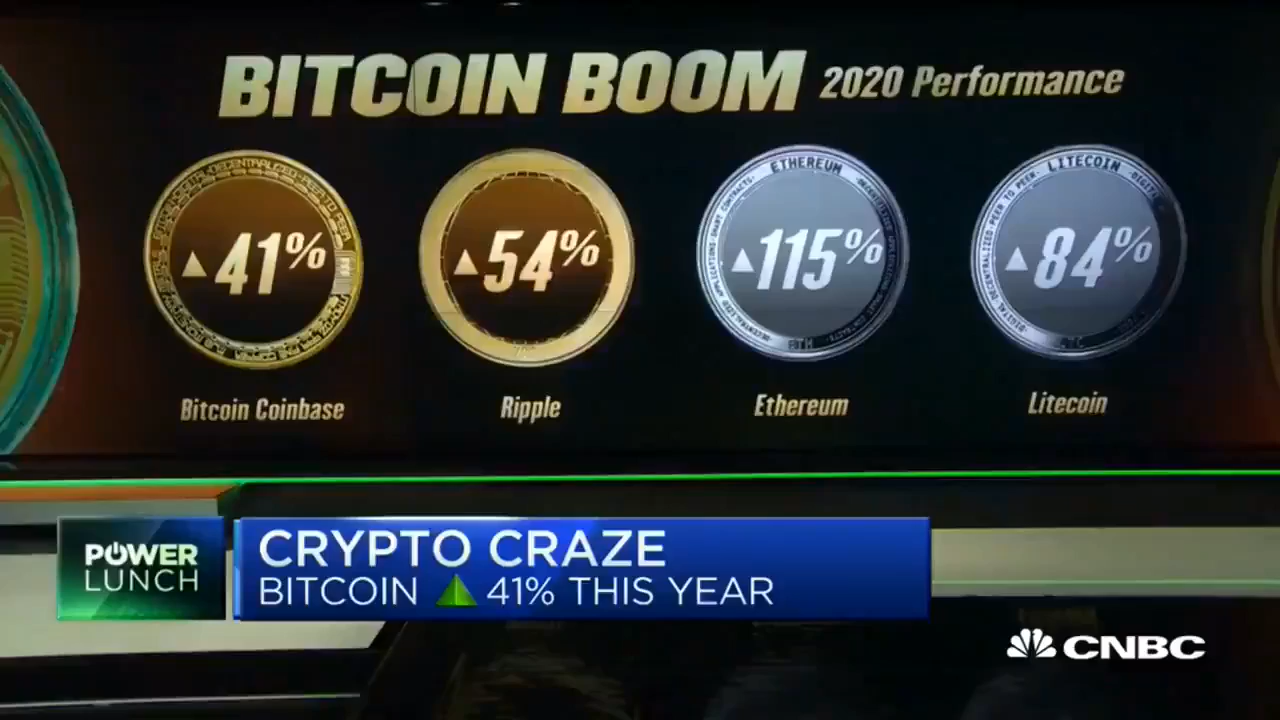 BITCOIN BOOM 2020 Performance
▲41%
▲54%
ETHEREUM
▲115%
ETH
LITECOIN
▲84%
Bitcoin Coinbase
Ripple
Ethereum
Litecoin
POWER
LUNCH
CRYPTO CRAZE
BITCOIN ▲ 41% THIS YEAR
CNBC